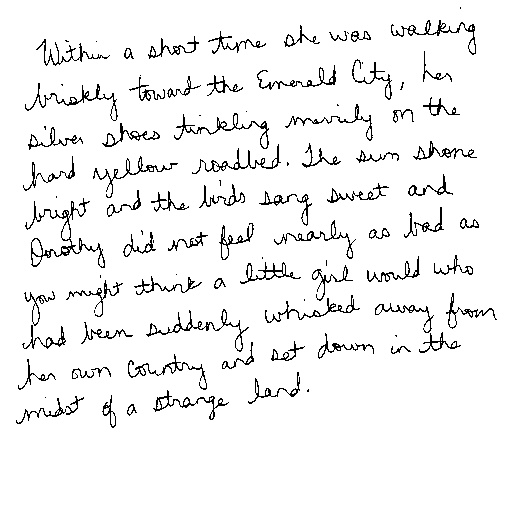 Within a short time she was walking
briskly toward the Emerald City, her
silver shoes tinkling merrily on the
hard yellow roadbed. The sun shone
bright and the birds sang sweet and
Dorothy did not feel nearly as bad as
you might think a little girl would who
had been suddenly whisked away from
her own country and set down in the
midst of a strange land.